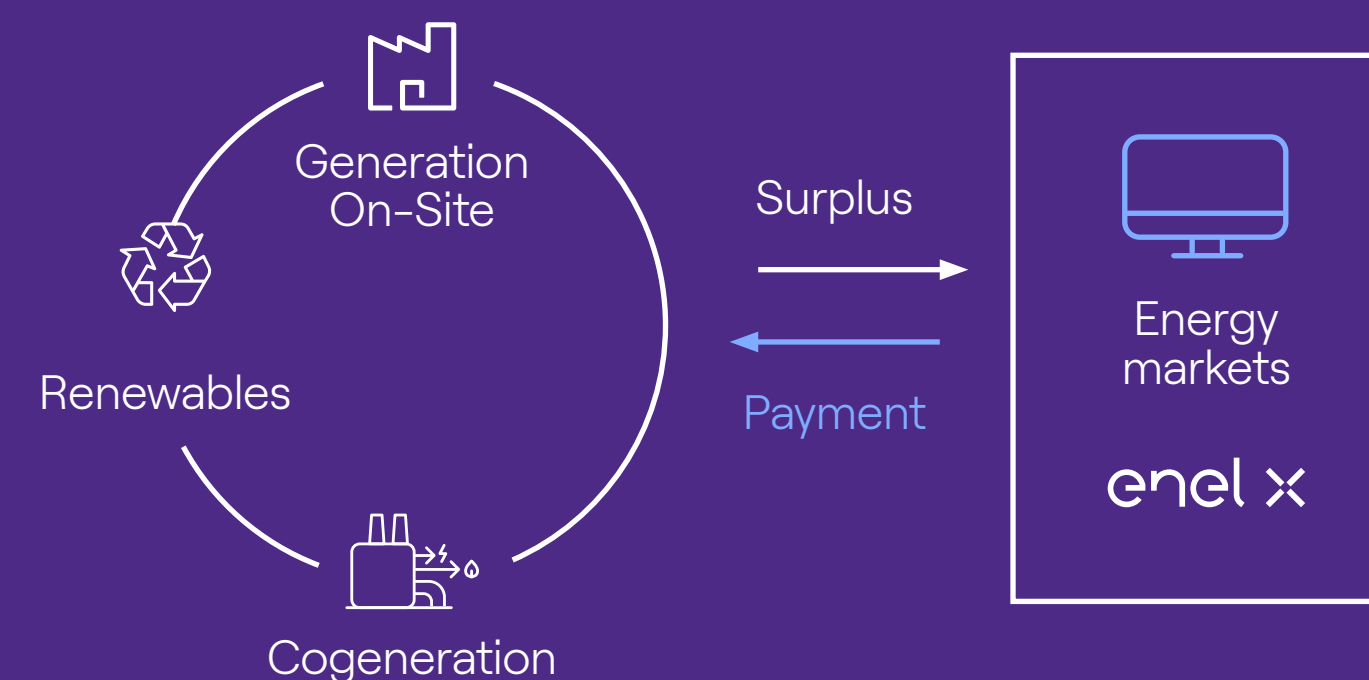 Generation
On-Site
Renewables
Cogeneration
Surplus
Payment
Energy
markets
enel x